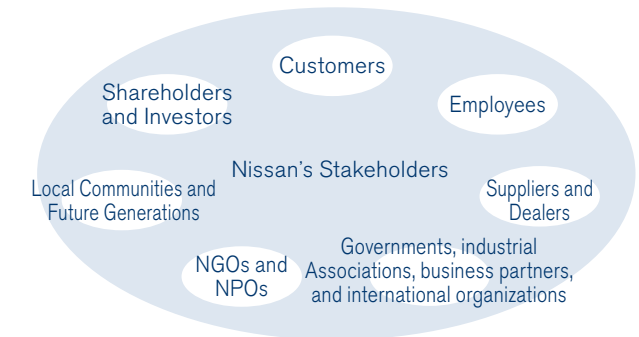 Customers
Shareholders
and Investors
Employees
Nissan's Stakeholders
Local Communities and
Future Generations
Suppliers and
Dealers
NGOs and
NPOs
Governments, industrial
Associations, business partners,
and international organizations